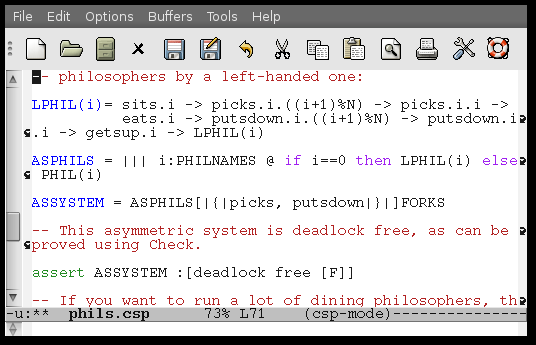 File Edit Options Buffers Tools Help
-- philosophers by a left-handed one:
LPHIL(i)= sits.i -> picks.i.((i+1)%N) -> picks.i.i ->
eats.i -> putsdown.i.((i+1)%N) -> putsdown.i
.i -> getsup.i -> LPHIL(i)
ASPHILS = ||| i:PHILNAMES @ if i==0 then LPHIL(i) else
PHIL(i)
ASSYSTEM = ASPHILS[|{|picks, putsdown|}|]FORKS
-- This asymmetric system is deadlock free, as can be
proved using Check.
assert ASSYSTEM :[deadlock free [F]]
-- If you want to run a lot of dining philosophers, th
-u:** phils.csp 73% L71 (csp-mode)----------------